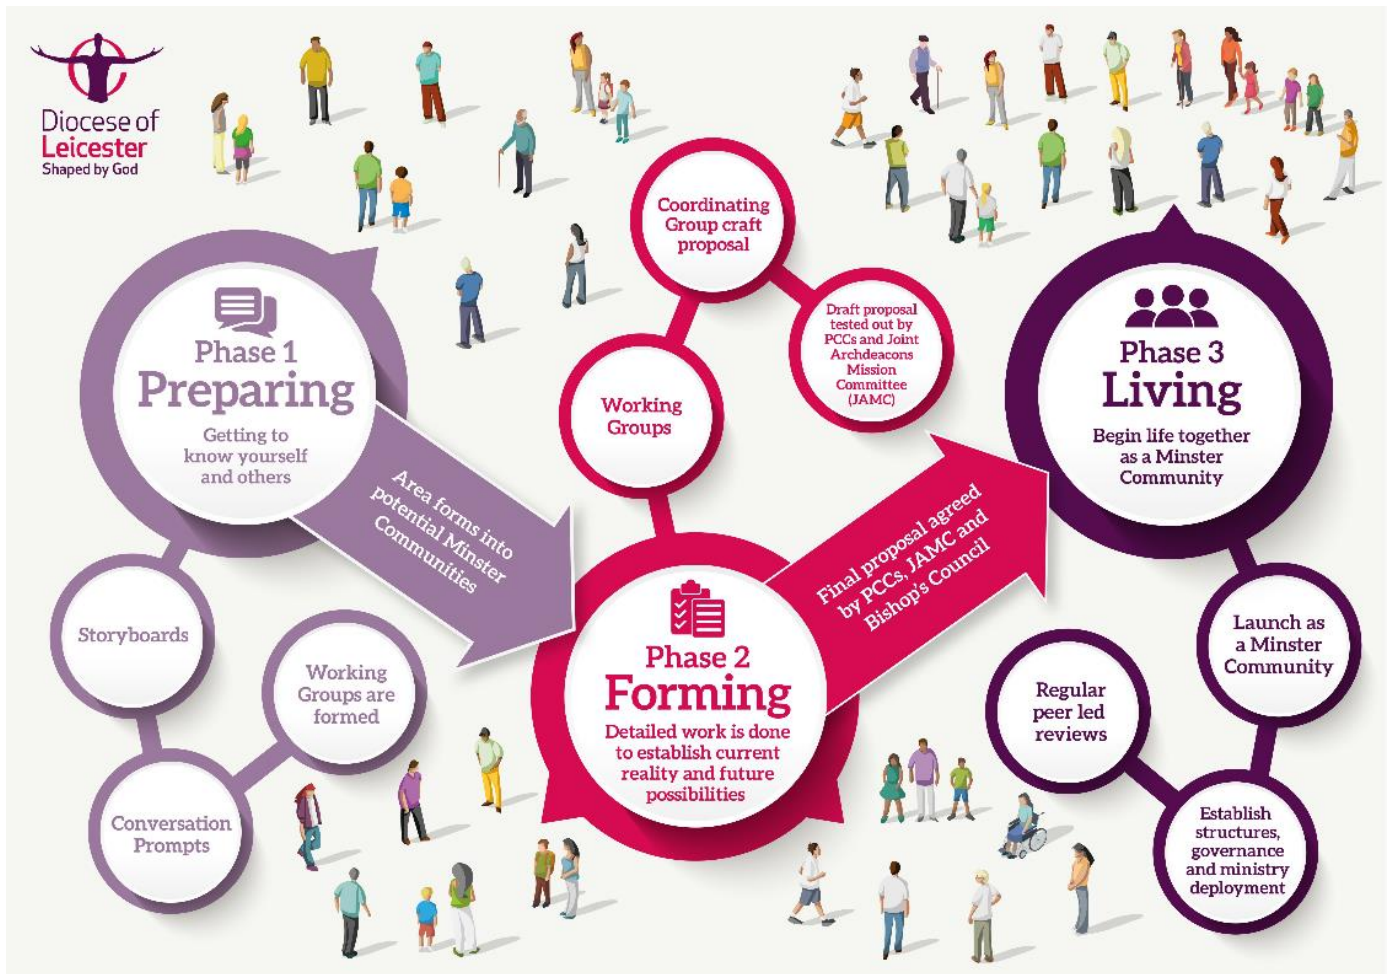 Diocese of
Leicester
Shaped by God
Phase 1
Preparing
Getting to
know yourself
and others
Storyboards
Conversation
Prompts
Working
Groups are
formed
Area forms into
potential Minster
Communities
Phase 2
Forming
Detailed work is done
to establish current
reality and future
possibilities
Working
Groups
Coordinating
Group craft
proposal
Draft proposal
tested out by
PCCs and Joint
Archdeacons
Mission
Committee
(JAMC)
Final proposal agreed
by PCCs, JAMC and
Bishop's Council
Phase 3
Living
Begin life together
as a Minster
Community
Launch as
a Minster
Community
Establish
structures,
governance
and ministry
deployment
Regular
peer led
reviews